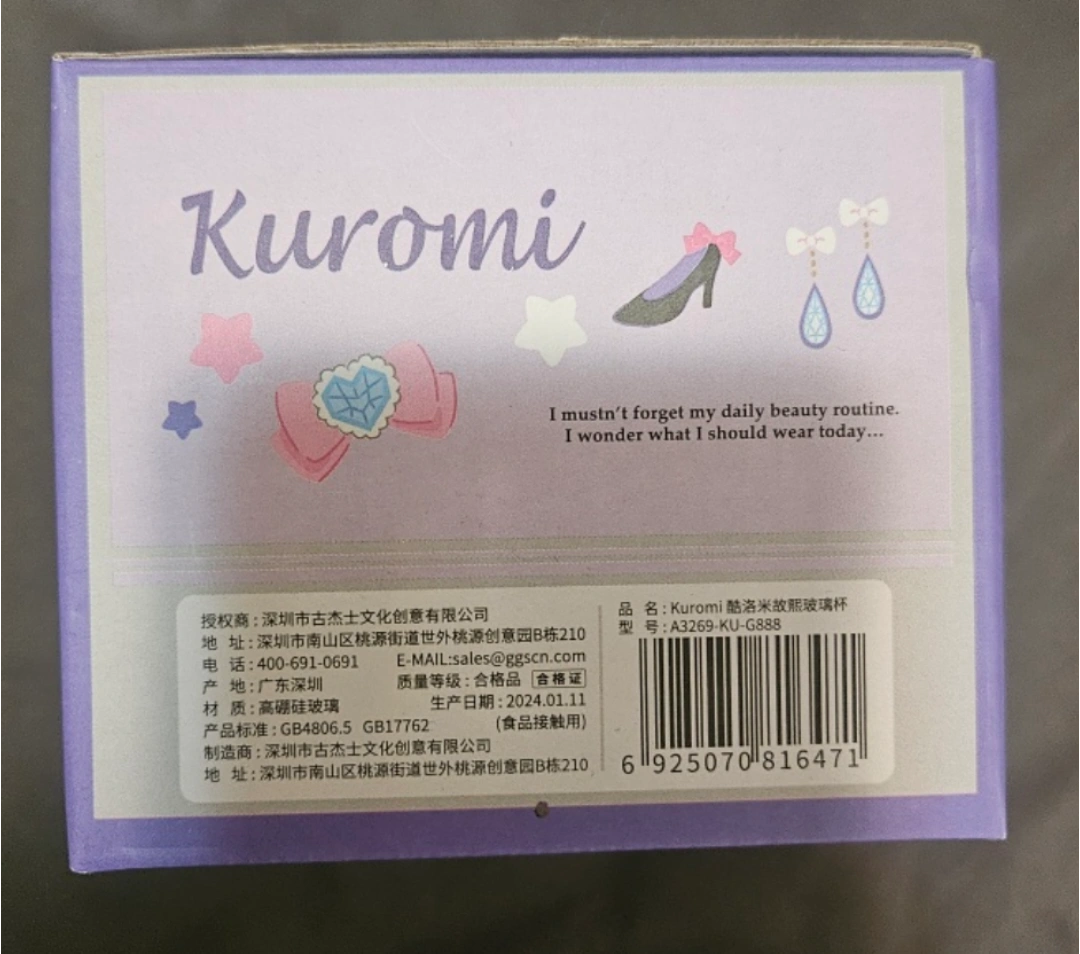 Kuromi
I mustn't forget my daily beauty routine.
I wonder what I should wear today...
授权商:深圳市古杰士文化创意有限公司
地 址:深圳市南山区桃源街道世外桃源创意园B栋210
电 话:400-691-0691 E-MAIL:sales@ggscn.com
产 地:广东深圳 质量等级:合格品 合格证
材 质:高硼硅玻璃 生产日期:2024.01.11
产品标准:GB4806.5 GB17762 (食品接触用)
制造商:深圳市古杰士文化创意有限公司
地 址:深圳市南山区桃源街道世外桃源创意园B栋210
品 名:Kuromi 酷洛米故熙玻璃杯
型 号:A3269-KU-G888
6 925070 816471